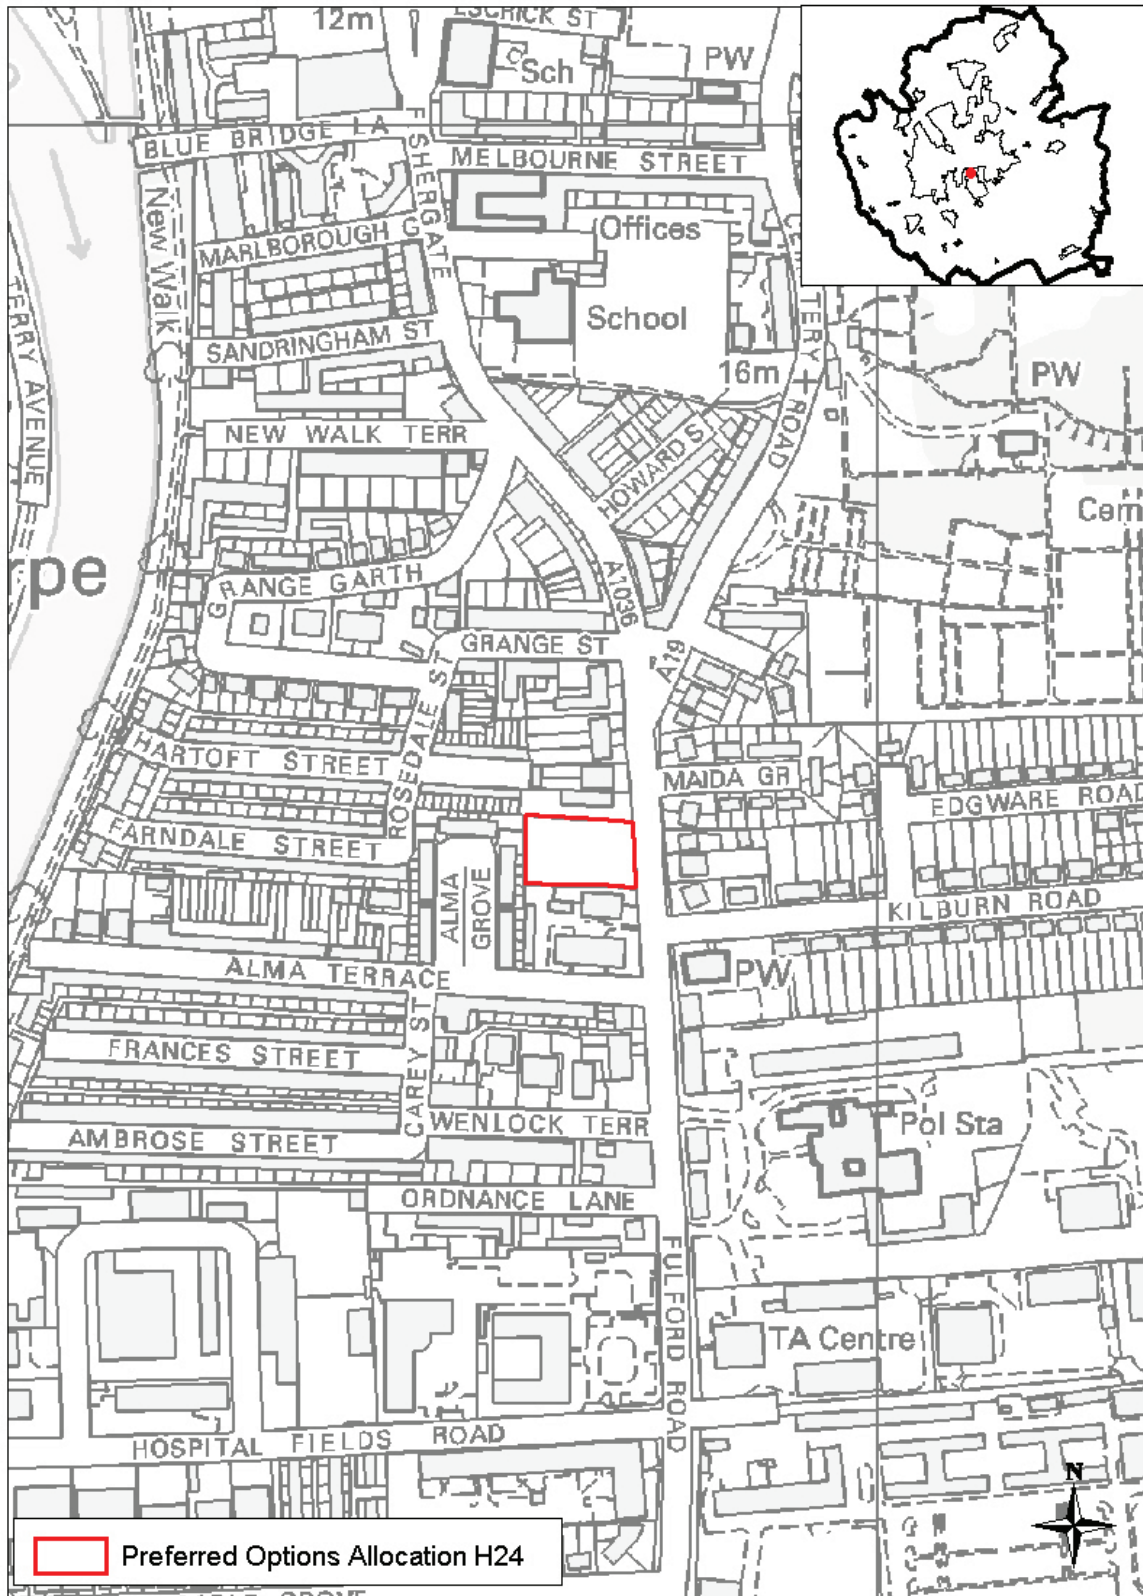 12m
ESCRICK ST
Sch
PW
BLUE BRIDGE LA
FISHERGATE
MELBOURNE STREET
New Walk
MARLBOROUGH G
Offices
School
SANDRINGHAM ST
TERRY AVENUE
16m
TERY ROAD
PW
NEW WALK TERR
HOWARD S
Cem
rpe
GRANGE GARTH
A1036
GRANGE ST
A19
ROSEDALE ST
HARTOFT STREET
MAIDA GR
EDGWARE ROAD
FARNDALE STREET
ALMA GROVE
KILBURN ROAD
ALMA TERRACE
PW
CAREY ST
FRANCES STREET
WENLOCK TERR
Pol Sta
AMBROSE STREET
ORDNANCE LANE
FULFORD ROAD
TA Centre
HOSPITAL FIELDS ROAD
N
Preferred Options Allocation H24